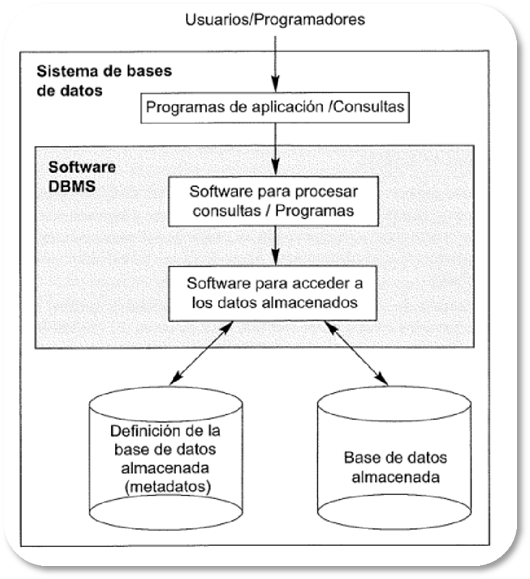 Usuarios/Programadores
Sistema de bases
de datos
Programas de aplicación /Consultas
Software
DBMS
Software para procesar
consultas / Programas
Software para acceder a
los datos almacenados
Definición de la
base de datos
almacenada
(metadatos)
Base de datos
almacenada